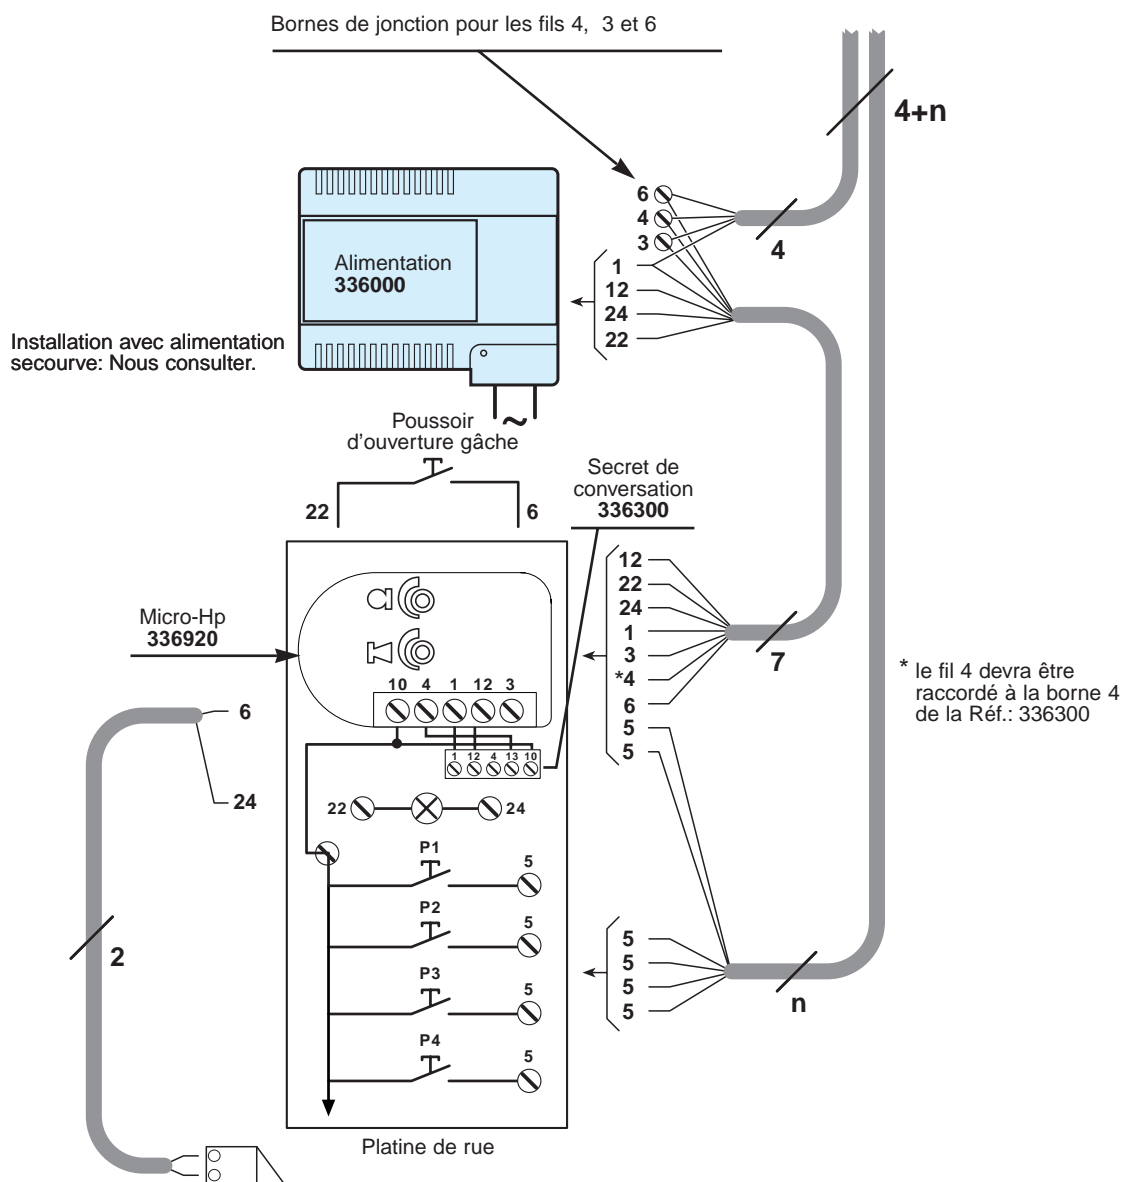 Bornes de jonction pour les fils 4, 3 et 6
4+n
6
4
3
4
1
12
24
22
Alimentation
336000
Installation avec alimentation
secourve: Nous consulter.
~
Poussoir
d'ouverture gâche
22
6
Secret de
conversation
336300
12
22
24
1
3
*4
6
5
5
7
Micro-Hp
336920
10 4 1 12 3
1 12 4 13 10
* le fil 4 devra être
raccordé à la borne 4
de la Réf.: 336300
6
24
22
24
P1
5
P2
5
P3
5
P4
5
5
5
5
5
n
2
Platine de rue